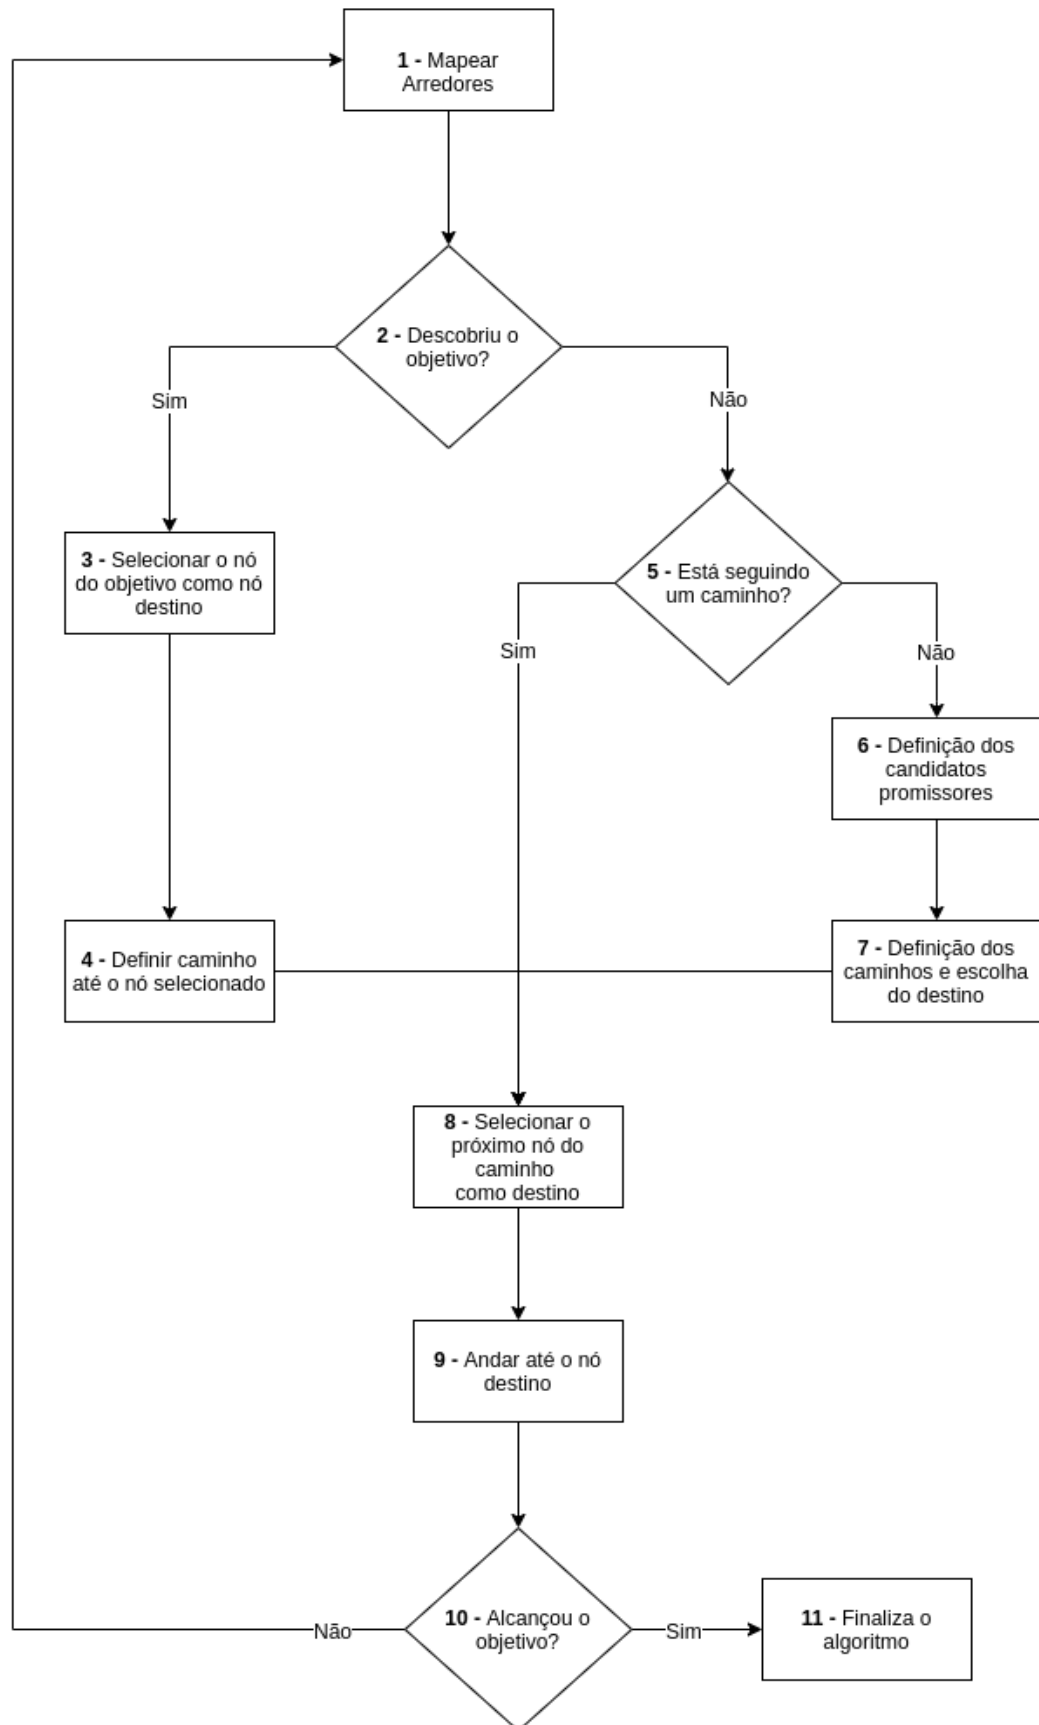 1 - Mapear
Arredores
2 - Descobriu o
objetivo?
Sim
Não
3 - Selecionar o nó
do objetivo como nó
destino
5 - Está seguindo
um caminho?
Sim
Não
6 - Definição dos
candidatos
promissores
4 - Definir caminho
até o nó selecionado
7 - Definição dos
caminhos e escolha
do destino
8 - Selecionar o
próximo nó do
caminho
como destino
9 - Andar até o nó
destino
10 - Alcançou o
objetivo?
Não
Sim
11 - Finaliza o
algoritmo